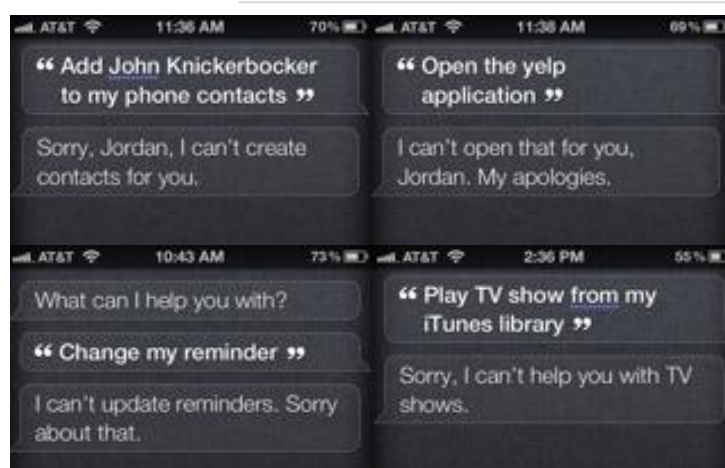 AT&T 11:36 AM 70%
“ Add John Knickerbocker
to my phone contacts ”
Sorry, Jordan, I can't create
contacts for you.
AT&T 11:38 AM 69%
“ Open the yelp
application ”
I can't open that for you,
Jordan. My apologies.
AT&T 10:43 AM 73%
What can I help you with?
“ Change my reminder ”
I can't update reminders. Sorry
about that.
AT&T 2:36 PM 55%
“ Play TV show from my
iTunes library ”
Sorry, I can't help you with TV
shows.